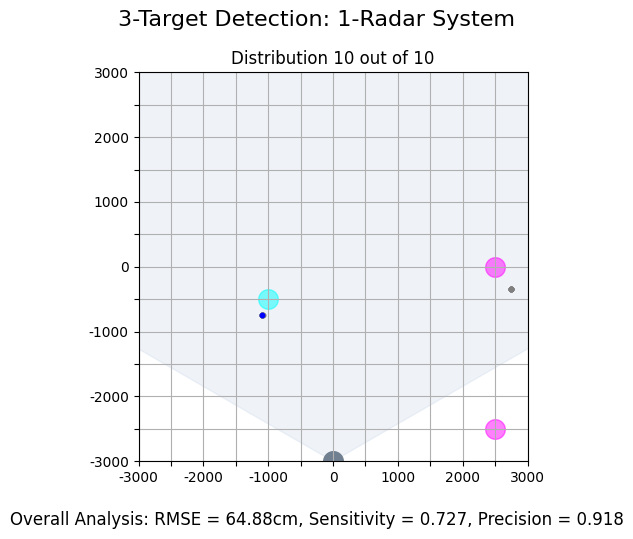 3-Target Detection: 1-Radar System
Distribution 10 out of 10
3000
2000
1000
0
-1000
-2000
-3000
-3000 -2000 -1000 0 1000 2000 3000
Overall Analysis: RMSE = 64.88cm, Sensitivity = 0.727, Precision = 0.918